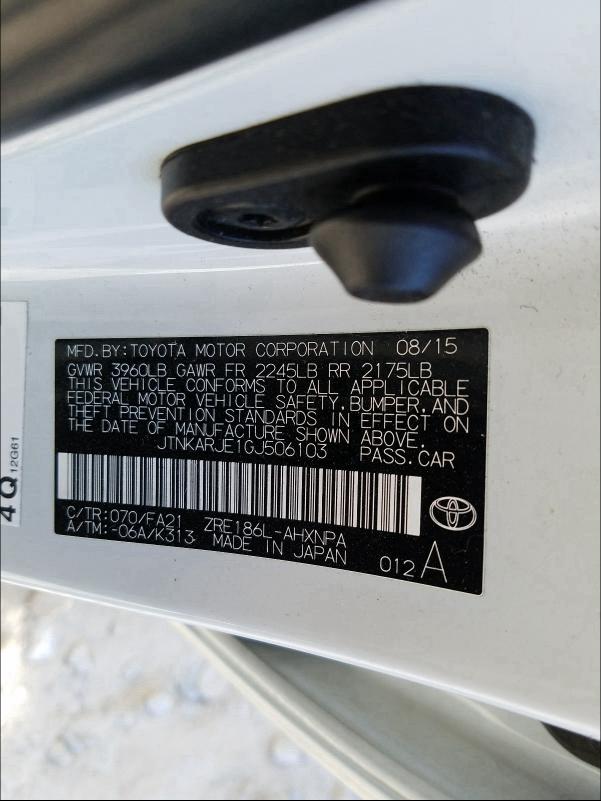 MFD.BY:TOYOTA MOTOR CORPORATION 08/15
GVWR 3960LB GAWR FR 2245LB RR 2175LB
THIS VEHICLE CONFORMS TO ALL APPLICABLE
FEDERAL MOTOR VEHICLE SAFETY,BUMPER,AND
THEFT PREVENTION STANDARDS IN EFFECT ON
THE DATE OF MANUFACTURE SHOWN ABOVE.
JTNKARJE1GJ506103 PASS.CAR
C/TR:070/FA21 ZRE186L-AHXNPA
A/TM:-06A/K313 MADE IN JAPAN
012 A
4Q 12G61